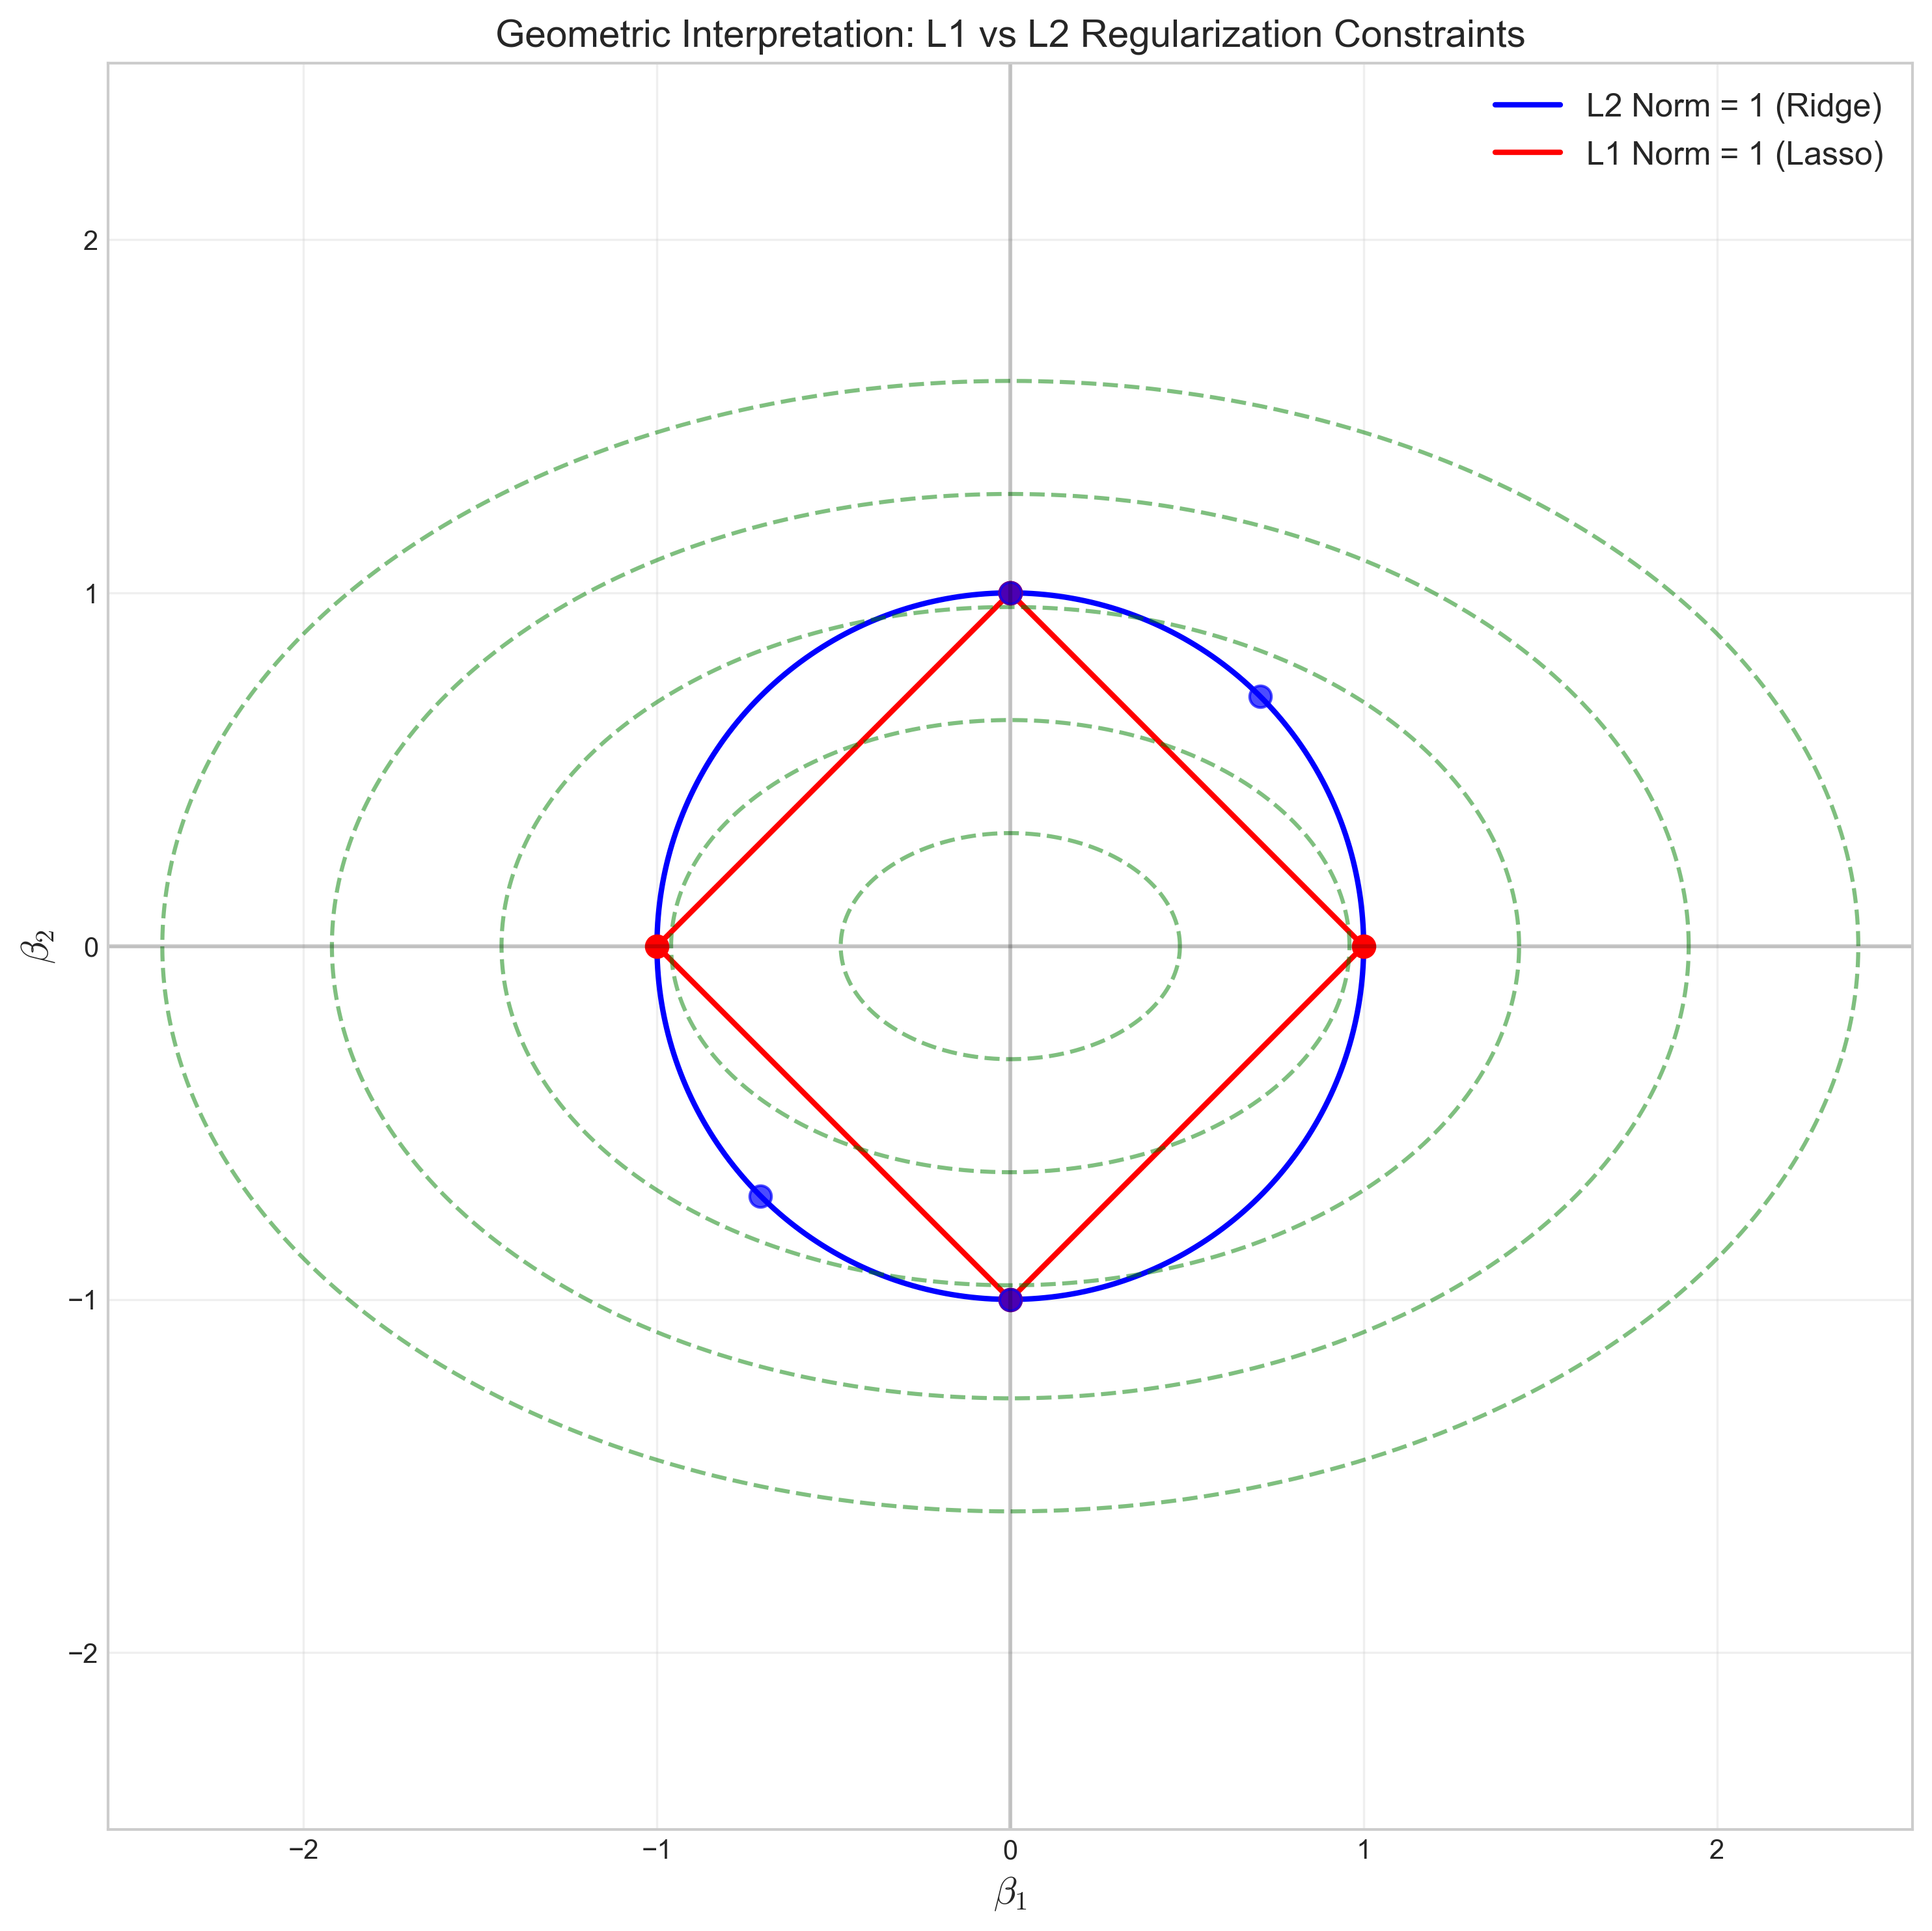 Geometric Interpretation: L1 vs L2 Regularization Constraints
L2 Norm = 1 (Ridge)
L1 Norm = 1 (Lasso)
2
1
0
−1
−2
β₂
−2
−1
0
1
2
β₁